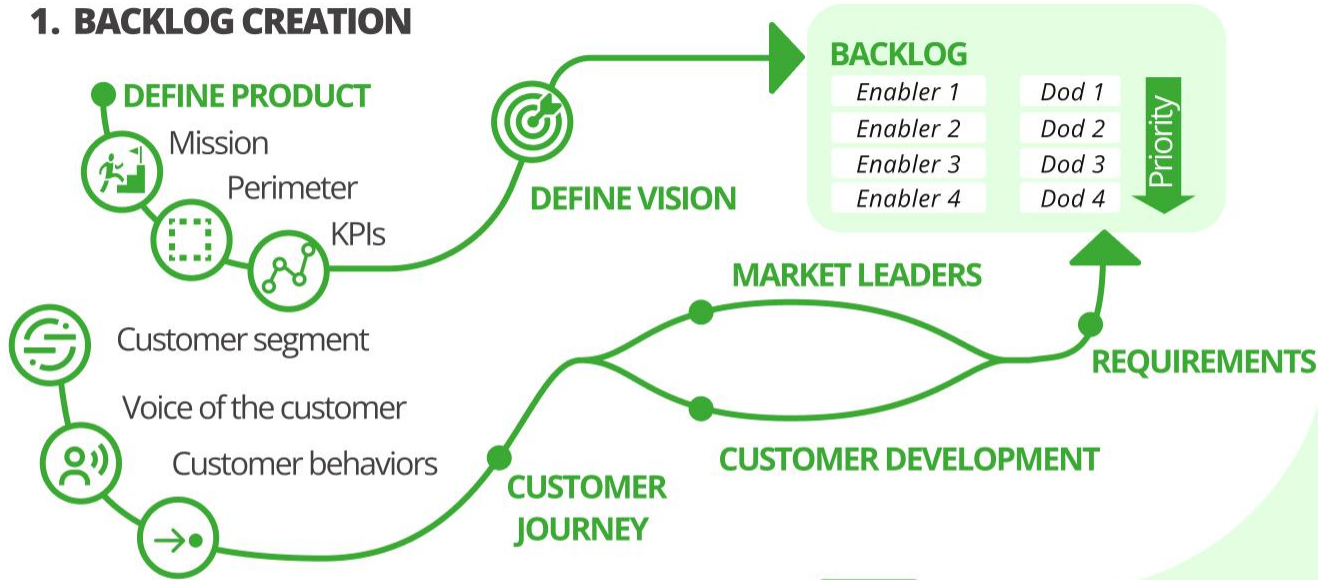 1. BACKLOG CREATION
DEFINE PRODUCT
Mission
Perimeter
KPIs
DEFINE VISION
BACKLOG
Enabler 1 Dod 1
Enabler 2 Dod 2
Enabler 3 Dod 3
Enabler 4 Dod 4
Priority
Customer segment
Voice of the customer
Customer behaviors
CUSTOMER
JOURNEY
MARKET LEADERS
CUSTOMER DEVELOPMENT
REQUIREMENTS